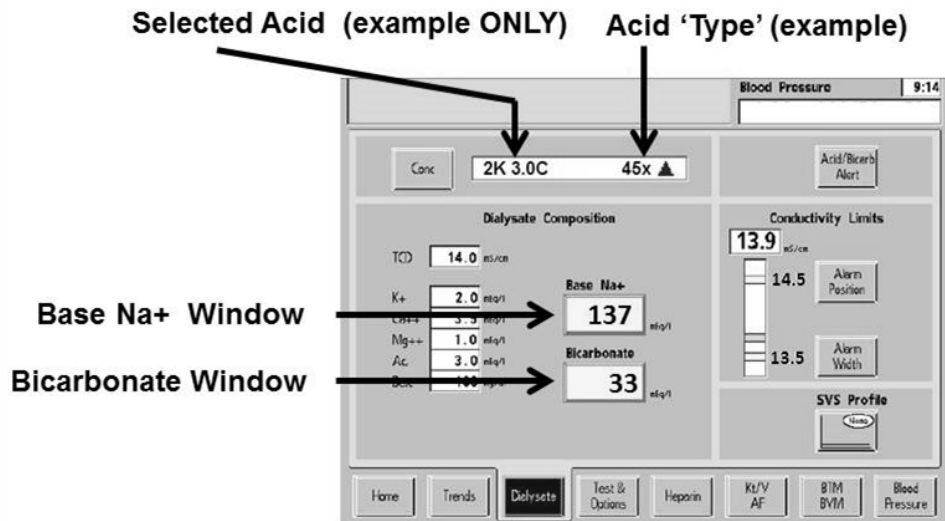 Selected Acid (example ONLY)
Acid ‘Type’ (example)
Blood Pressure 9:14
Conc 2K 3.0C 45x
Acid/Bicarb
Alert
Dialysate Composition
Conductivity Limits
TCD 14.0 mS/cm
13.9 mS/cm
14.5
Alarm
Position
Base Na+ Window
Base Na+
137 mEq/l
K+ 2.0 mEq/l
3.5 mEq/l
Mg++ 1.0 mEq/l
Bicarbonate
Ac. 3.0 mEq/l
13.5
Alarm
Width
Bicarbonate Window
33 mEq/l
SVS Profile
None
Home
Trends
Dialysate
Test &
Options
Heparin
Kt/V
AF
BTM
BVM
Blood
Pressure